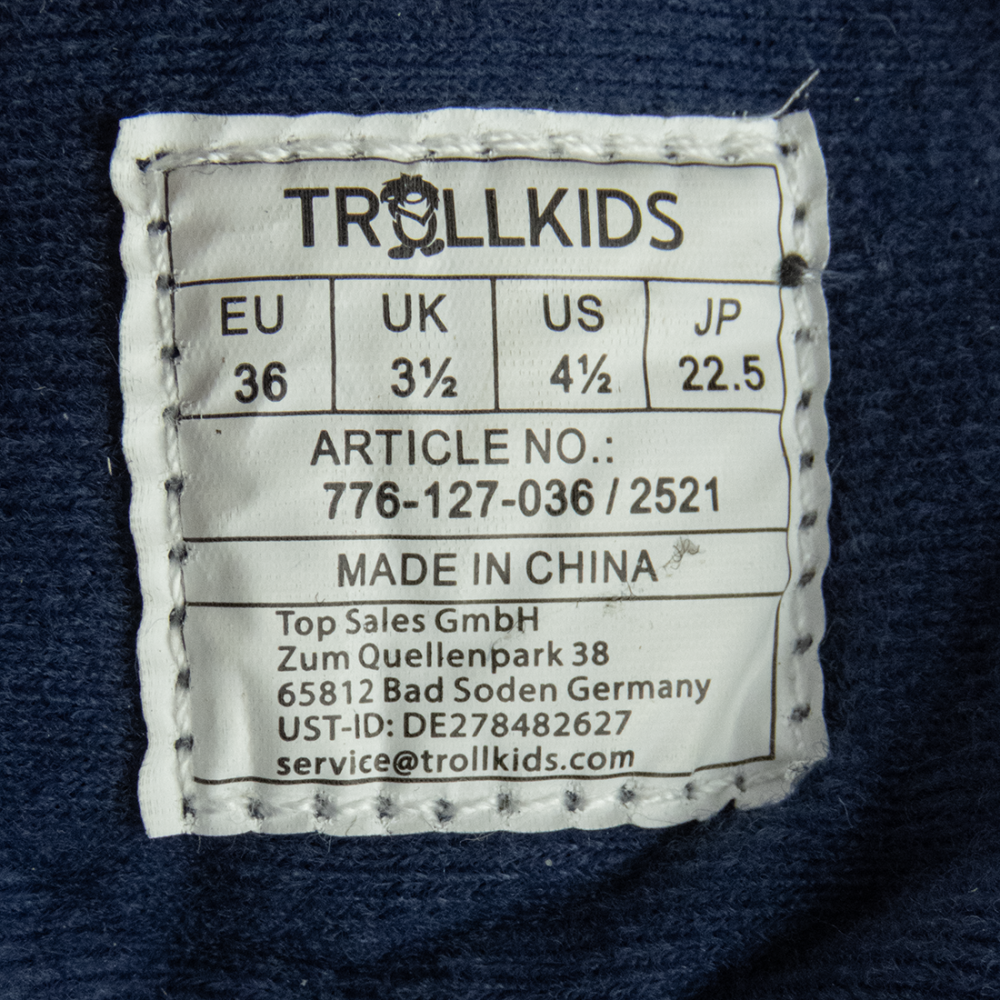 TROLLKIDS
EU UK US JP
36 3½ 4½ 22.5
ARTICLE NO.:
776-127-036 / 2521
MADE IN CHINA
Top Sales GmbH
Zum Quellenpark 38
65812 Bad Soden Germany
UST-ID: DE278482627
service@trollkids.com